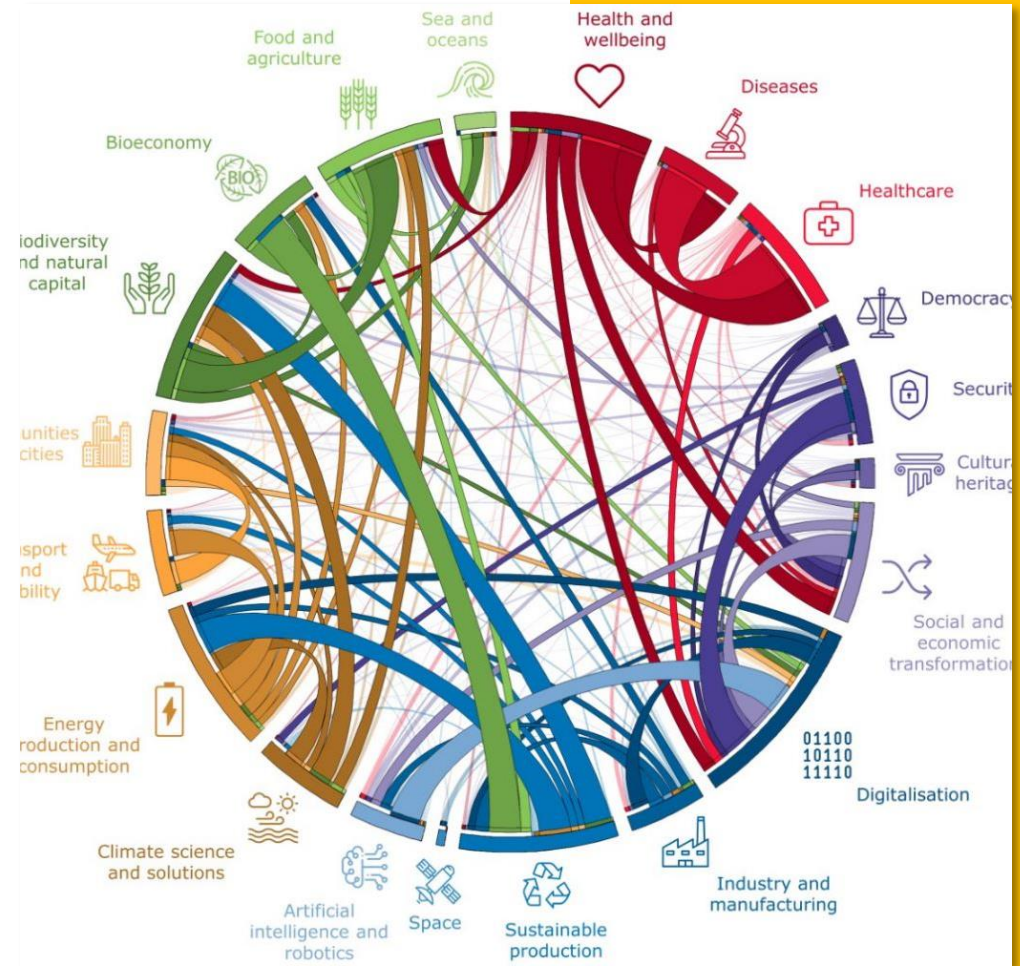 Sea and
oceans
Health and
wellbeing
Food and
agriculture
Diseases
Bioeconomy
BIO
Healthcare
iodiversity
nd natural
capital
Democracy
Securit
unities
cities
Cultura
heritag
sport
nd
bility
Social and
economic
transformation
Energy
roduction and
consumption
01100
10110
11110
Digitalisation
Climate science
and solutions
Industry and
manufacturing
Artificial
intelligence and
robotics
Space
Sustainable
production